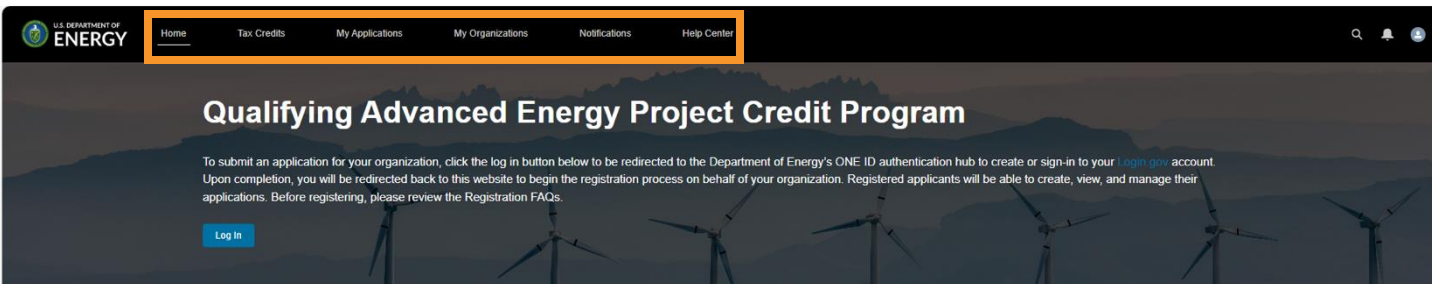 U.S. DEPARTMENT OF
ENERGY
Home Tax Credits My Applications My Organizations Notifications Help Center
Qualifying Advanced Energy Project Credit Program
To submit an application for your organization, click the log in button below to be redirected to the Department of Energy's ONE ID authentication hub to create or sign-in to your Login.gov account.
Upon completion, you will be redirected back to this website to begin the registration process on behalf of your organization. Registered applicants will be able to create, view, and manage their
applications. Before registering, please review the Registration FAQs.
Log In